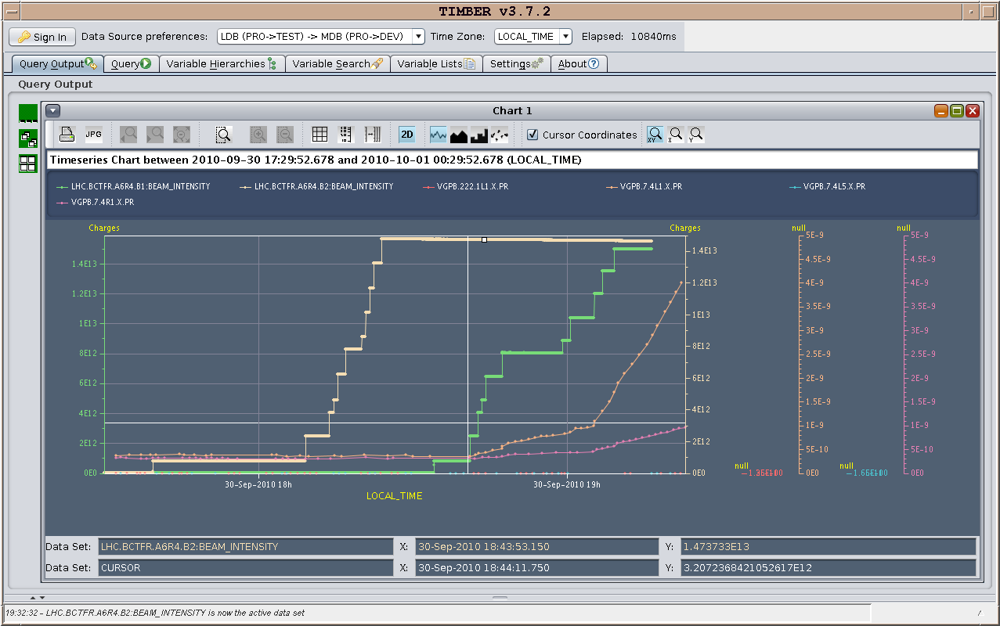 TIMBER v3.7.2
Sign In Data Source preferences: LDB (PRO->TEST) -> MDB (PRO->DEV) Time Zone: LOCAL_TIME Elapsed: 10840ms
Query Output Query Variable Hierarchies Variable Search Variable Lists Settings About
Query Output
Chart 1
JPG 2D Cursor Coordinates XY X Y
Timeseries Chart between 2010-09-30 17:29:52.678 and 2010-10-01 00:29:52.678 (LOCAL_TIME)
LHC.BCTFR.A6R4.B1:BEAM_INTENSITY LHC.BCTFR.A6R4.B2:BEAM_INTENSITY VGPB.222.1L1.X.PR VGPB.7.4L1.X.PR VGPB.7.4L5.X.PR
VGPB.7.4R1.X.PR
Charges Charges null null
5E-9 5E-9
1.4E13 1.4E13 4.5E-9 4.5E-9
1.2E13 1.2E13 4E-9 4E-9
3.5E-9 3.5E-9
1E13 1E13 3E-9 3E-9
8E12 8E12 2.5E-9 2.5E-9
6E12 6E12 2E-9 2E-9
1.5E-9 1.5E-9
4E12 4E12 1E-9 1E-9
2E12 2E12 5E-10 5E-10
null null
0E0 0E0 0E0 0E0
30-Sep-2010 18h 30-Sep-2010 19h
LOCAL_TIME
Data Set: LHC.BCTFR.A6R4.B2:BEAM_INTENSITY X: 30-Sep-2010 18:43:53.150 Y: 1.473733E13
Data Set: CURSOR X: 30-Sep-2010 18:44:11.750 Y: 3.2072368421052617E12
19:32:32 - LHC.BCTFR.A6R4.B2:BEAM_INTENSITY is now the active data set